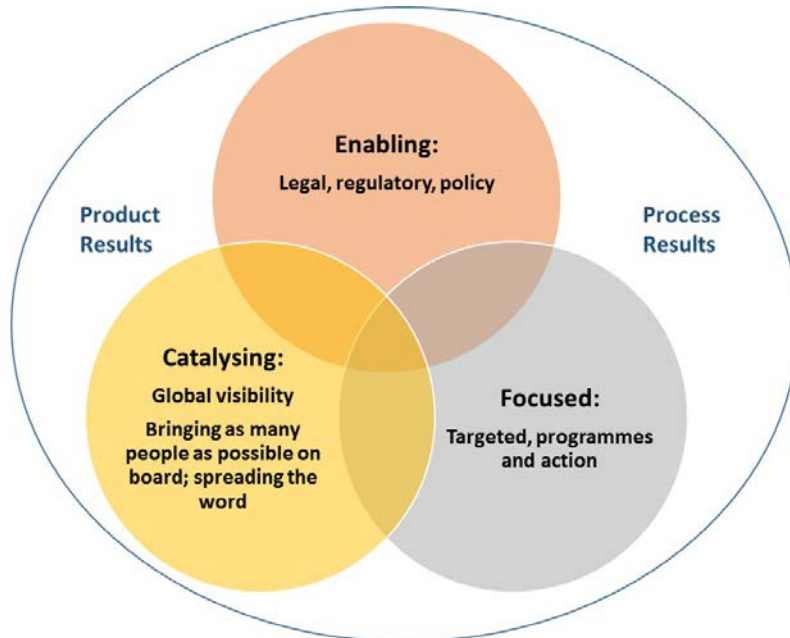 Enabling:
Legal, regulatory, policy
Product
Results
Process
Results
Catalysing:
Global visibility
Bringing as many
people as possible on
board; spreading the
word
Focused:
Targeted, programmes
and action